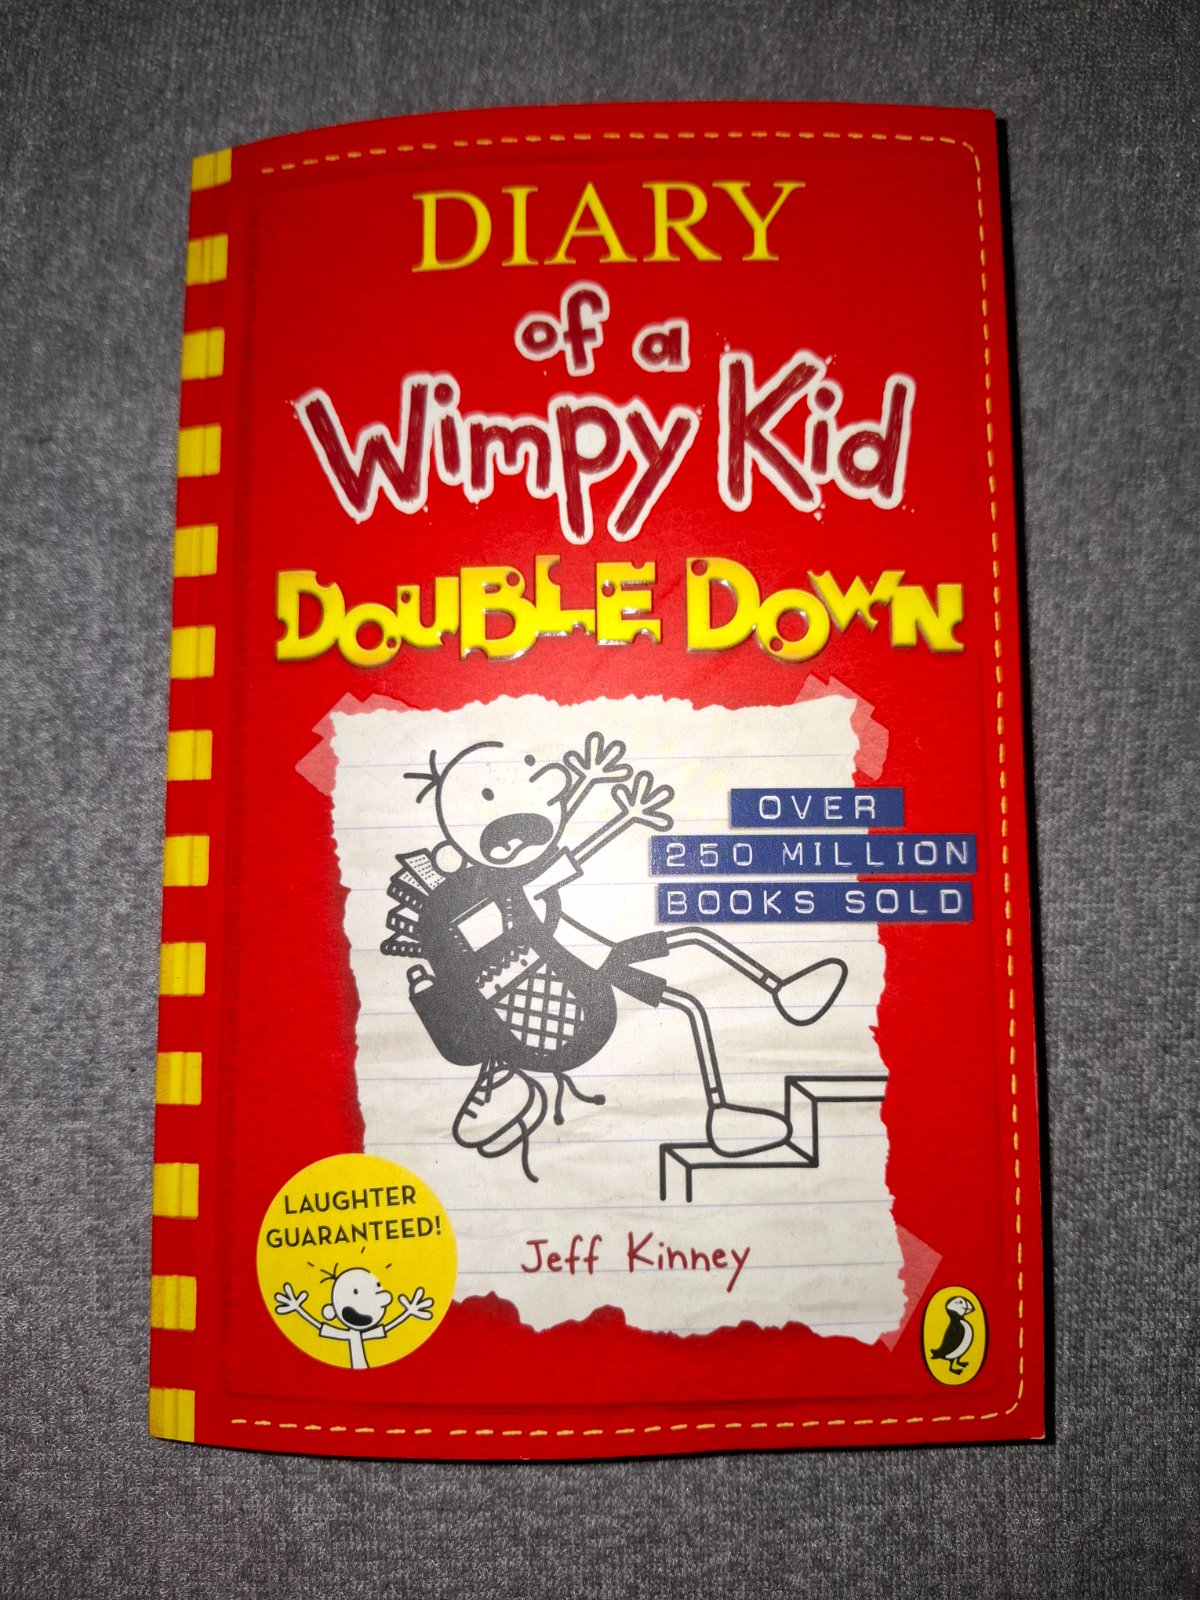 DIARY
of a
Wimpy Kid
DOUBLE DOWN
OVER
250 MILLION
BOOKS SOLD
LAUGHTER
GUARANTEED!
Jeff Kinney